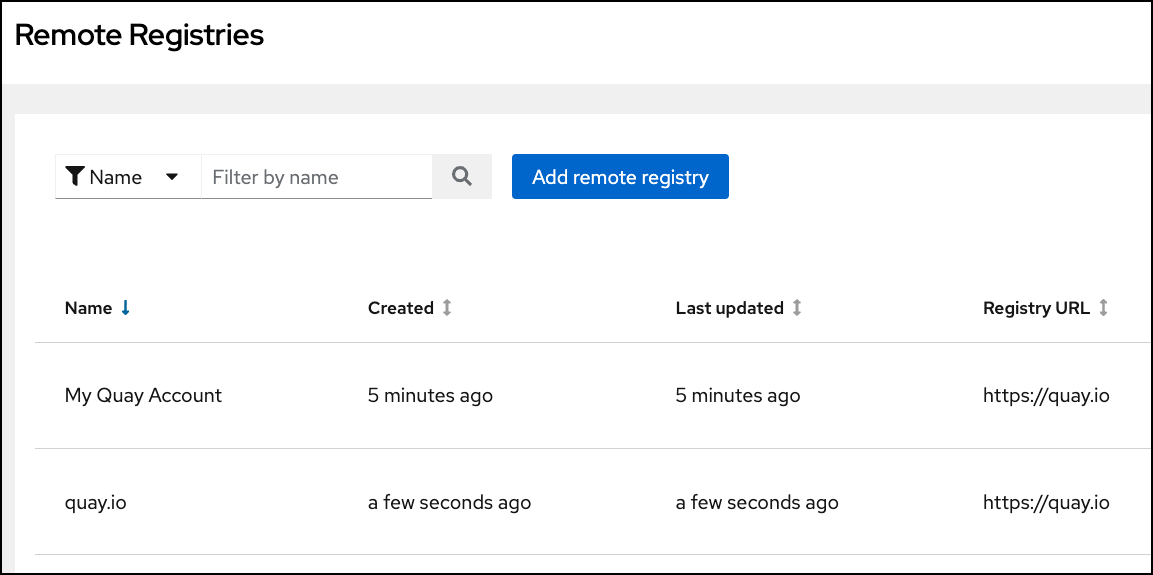 Remote Registries
Name Filter by name Add remote registry
Name Created Last updated Registry URL
My Quay Account 5 minutes ago 5 minutes ago https://quay.io
quay.io a few seconds ago a few seconds ago https://quay.io